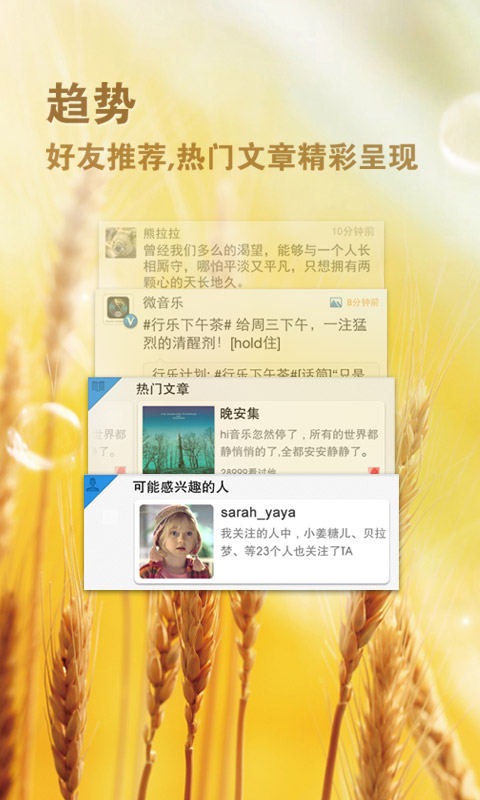 趋势
好友推荐,热门文章精彩呈现
熊拉拉 10分钟前
曾经我们多么的渴望，能够与一个人长
相厮守，哪怕平淡又平凡，只想拥有两
颗心的天长地久。
微音乐 8分钟前
#行乐下午茶# 给周三下午，一注猛
烈的清醒剂！[hold住]
行乐计划: #行乐下午茶#[话筒]“只是
热门文章
晚安集
世界都 hi音乐忽然停了，所有的世界都
了。 静悄悄的了,全都安安静静了。
28999看过他
可能感兴趣的人
sarah_yaya
我关注的人中，小姜糖儿、贝拉
梦、等23个人也关注了TA